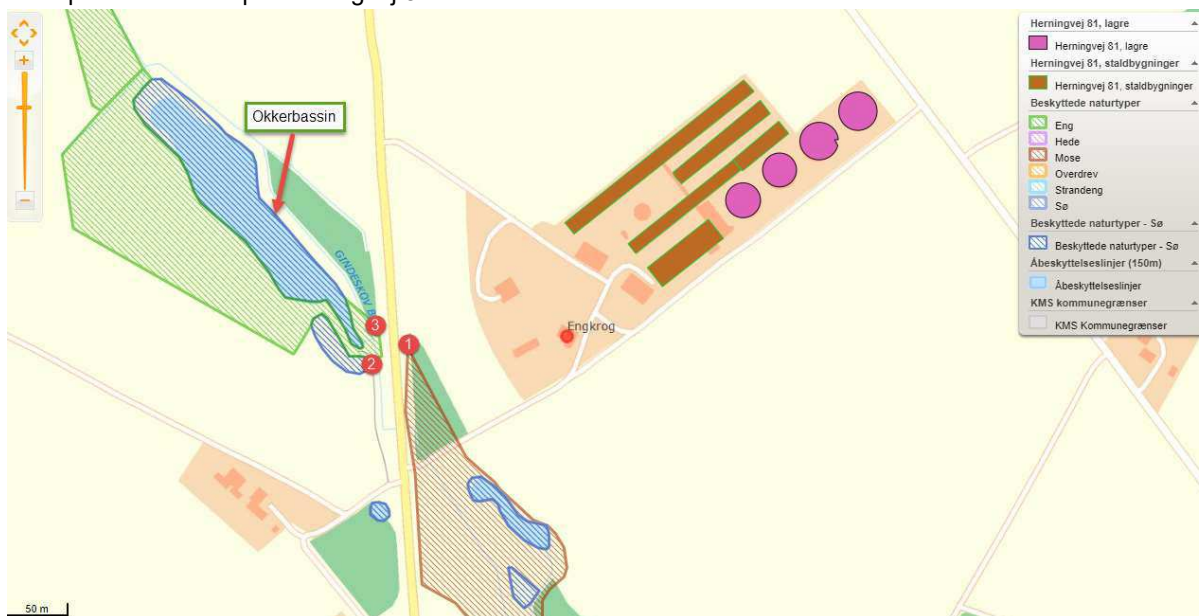 Okkerbassin
GINDESKOV B
3
2
1
Engkrog
50 m
Herningvej 81, lagre
Herningvej 81, lagre
Herningvej 81, staldbygninger
Herningvej 81, staldbygninger
Beskyttede naturtyper
Eng
Hede
Mose
Overdrev
Strandeng
Sø
Beskyttede naturtyper - Sø
Beskyttede naturtyper - Sø
Åbeskyttelseslinjer (150m)
Åbeskyttelseslinjer
KMS kommunegrænser
KMS Kommunegrænser